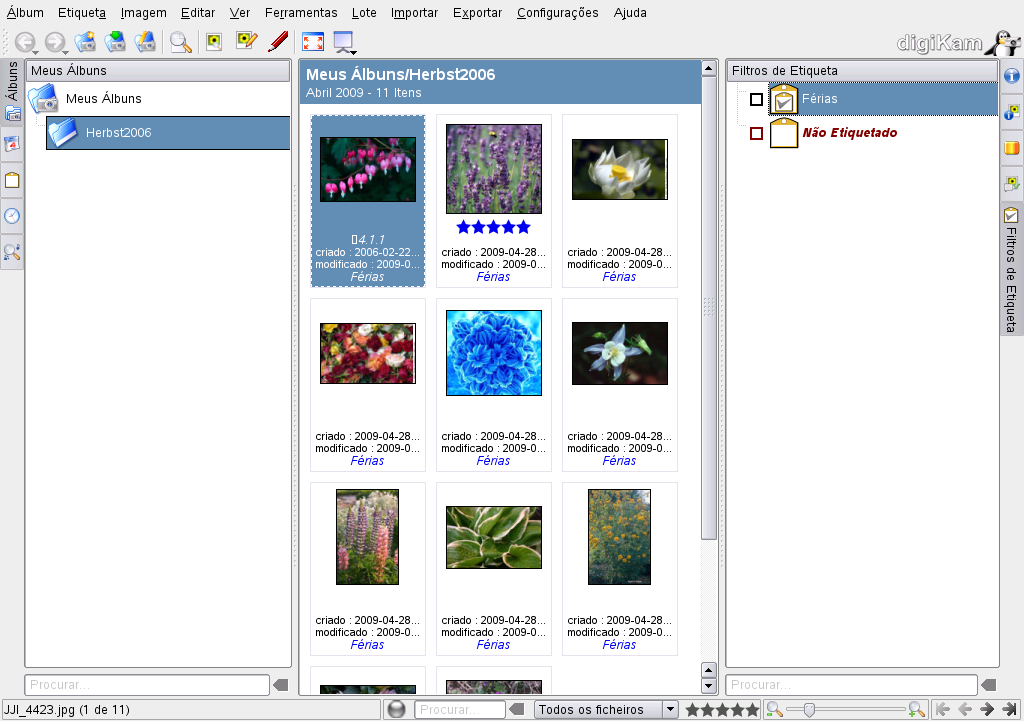 Álbum Etiqueta Imagem Editar Ver Ferramentas Lote Importar Exportar Configurações Ajuda
digiKam
Álbuns
Meus Álbuns
Meus Álbuns
Herbst2006
Meus Álbuns/Herbst2006
Abril 2009 - 11 Itens
4.1.1
criado : 2006-02-22...
modificado : 2009-0...
Férias
criado : 2009-04-28...
modificado : 2009-0...
Férias
criado : 2009-04-28...
modificado : 2009-0...
Férias
criado : 2009-04-28...
modificado : 2009-0...
Férias
criado : 2009-04-28...
modificado : 2009-0...
Férias
criado : 2009-04-28...
modificado : 2009-0...
Férias
criado : 2009-04-28...
modificado : 2009-0...
Férias
criado : 2009-04-28...
modificado : 2009-0...
Férias
criado : 2009-04-28...
modificado : 2009-0...
Férias
Filtros de Etiqueta
Férias
Não Etiquetado
Filtros de Etiqueta
Procurar...
Procurar...
JJI_4423.jpg (1 de 11)
Procurar...
Todos os ficheiros